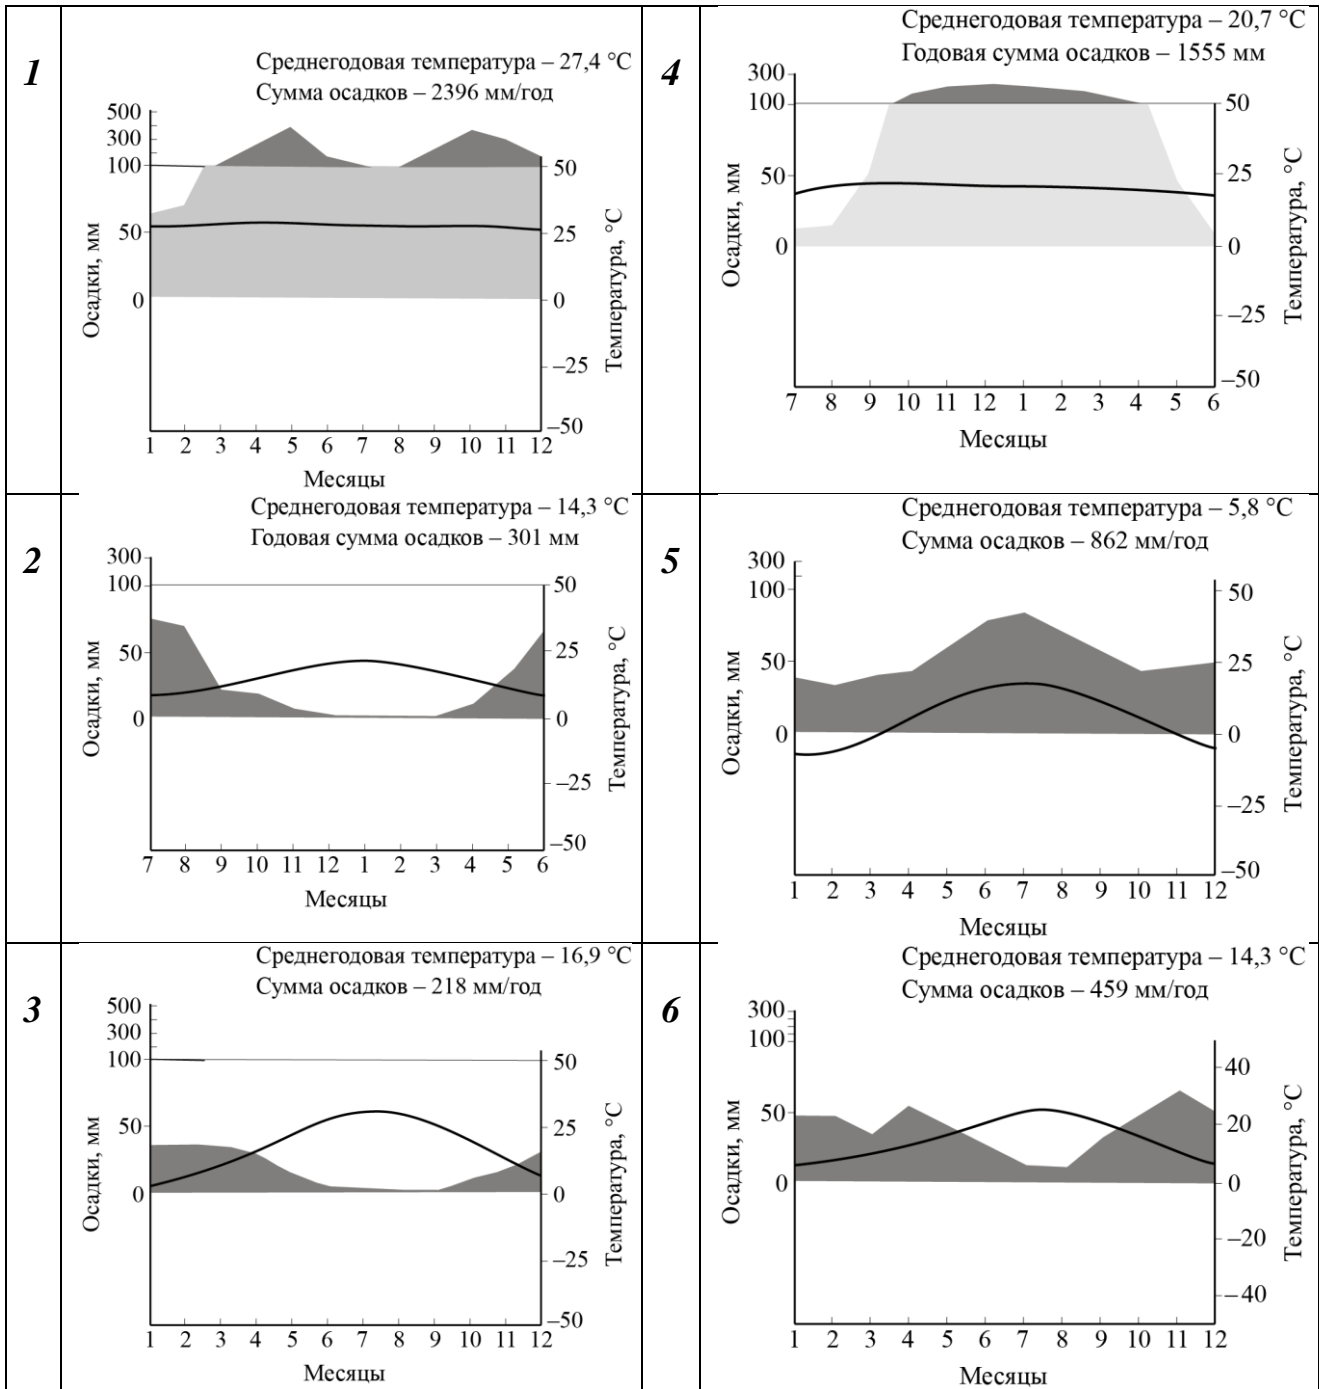 1
Среднегодовая температура – 27,4 °C
Сумма осадков – 2396 мм/год
500
300
100
50
0
Осадки, мм
50
25
0
–25
–50
Температура, °C
1 2 3 4 5 6 7 8 9 10 11 12
Месяцы
4
Среднегодовая температура – 20,7 °C
Годовая сумма осадков – 1555 мм
300
100
50
0
Осадки, мм
50
25
0
–25
–50
Температура, °C
7 8 9 10 11 12 1 2 3 4 5 6
Месяцы
2
Среднегодовая температура – 14,3 °C
Годовая сумма осадков – 301 мм
300
100
50
0
Осадки, мм
50
25
0
–25
–50
Температура, °C
7 8 9 10 11 12 1 2 3 4 5 6
Месяцы
5
Среднегодовая температура – 5,8 °C
Сумма осадков – 862 мм/год
300
100
50
0
Осадки, мм
50
25
0
–25
–50
Температура, °C
1 2 3 4 5 6 7 8 9 10 11 12
Месяцы
3
Среднегодовая температура – 16,9 °C
Сумма осадков – 218 мм/год
500
300
100
50
0
Осадки, мм
50
25
0
–25
–50
Температура, °C
1 2 3 4 5 6 7 8 9 10 11 12
Месяцы
6
Среднегодовая температура – 14,3 °C
Сумма осадков – 459 мм/год
300
100
50
0
Осадки, мм
40
20
0
–20
–40
Температура, °C
1 2 3 4 5 6 7 8 9 10 11 12
Месяцы